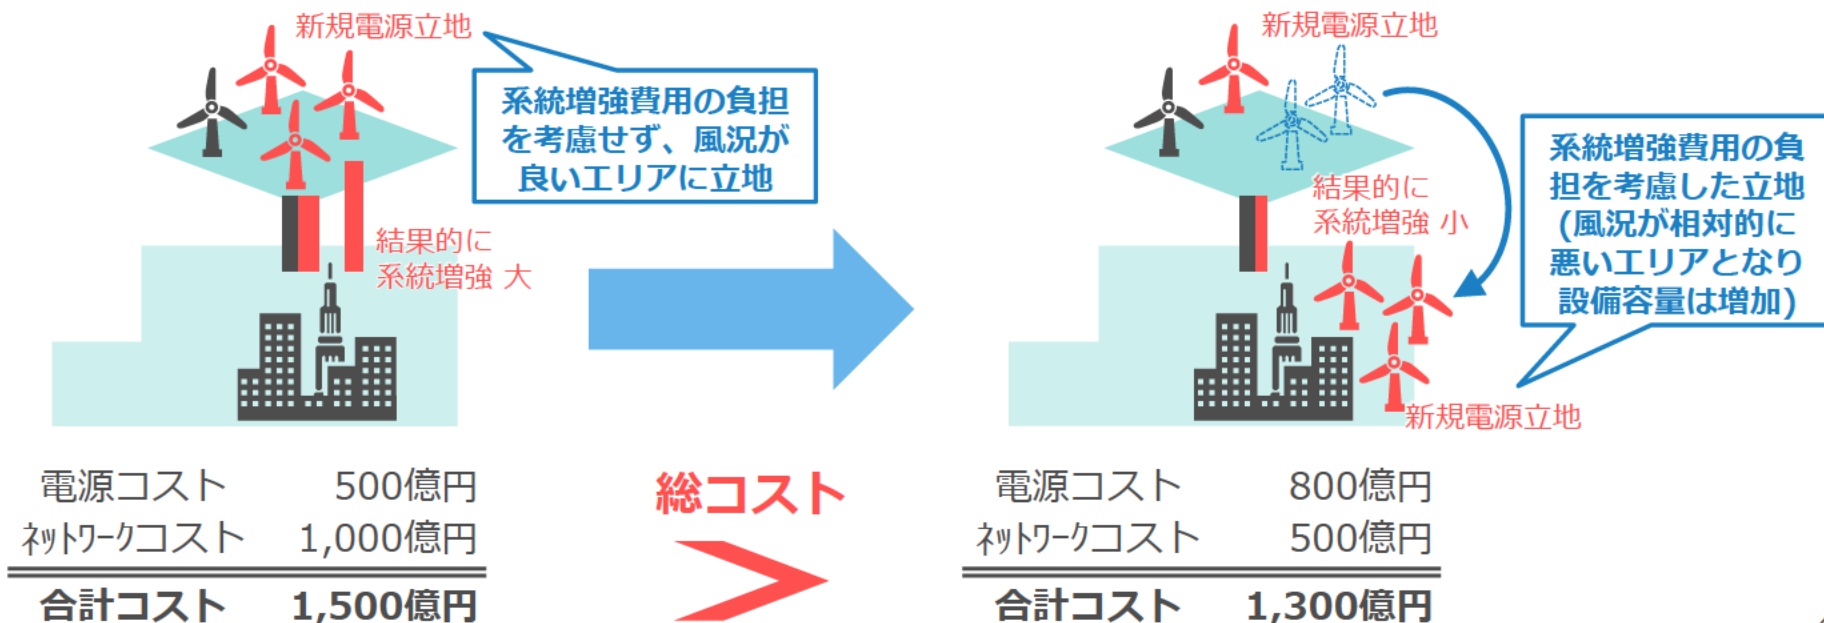 新規電源立地
系統増強費用の負担
を考慮せず、風況が
良いエリアに立地
結果的に
系統増強 大
電源コスト 500億円
ﾈｯﾄﾜｰｸコスト 1,000億円
合計コスト 1,500億円
総コスト
新規電源立地
系統増強費用の負
担を考慮した立地
(風況が相対的に
悪いエリアとなり
設備容量は増加)
結果的に
系統増強 小
新規電源立地
電源コスト 800億円
ﾈｯﾄﾜｰｸコスト 500億円
合計コスト 1,300億円